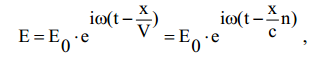 E = E₀ · e^{iω(t − x/V)} = E₀ · e^{iω(t − (x/c)n)} ,